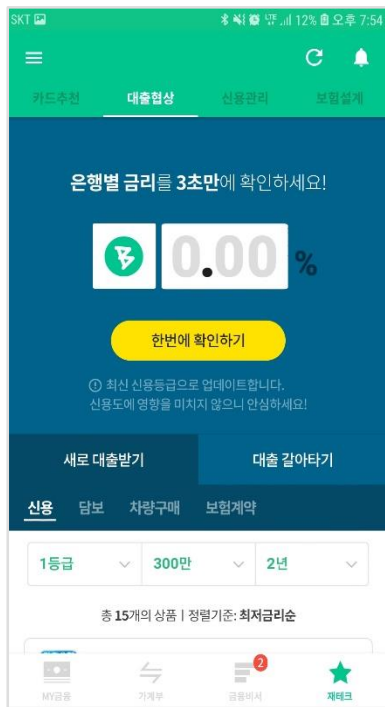 SKT 12% 오후 7:54
카드추천 대출협상 신용관리 보험설계
은행별 금리를 3초만에 확인하세요!
0.00 %
한번에 확인하기
최신 신용등급으로 업데이트합니다.
신용도에 영향을 미치지 않으니 안심하세요!
새로 대출받기 대출 갈아타기
신용 담보 차량구매 보험계약
1등급 300만 2년
총 15개의 상품 | 정렬기준: 최저금리순
2
MY금융 가계부 금융비서 재테크